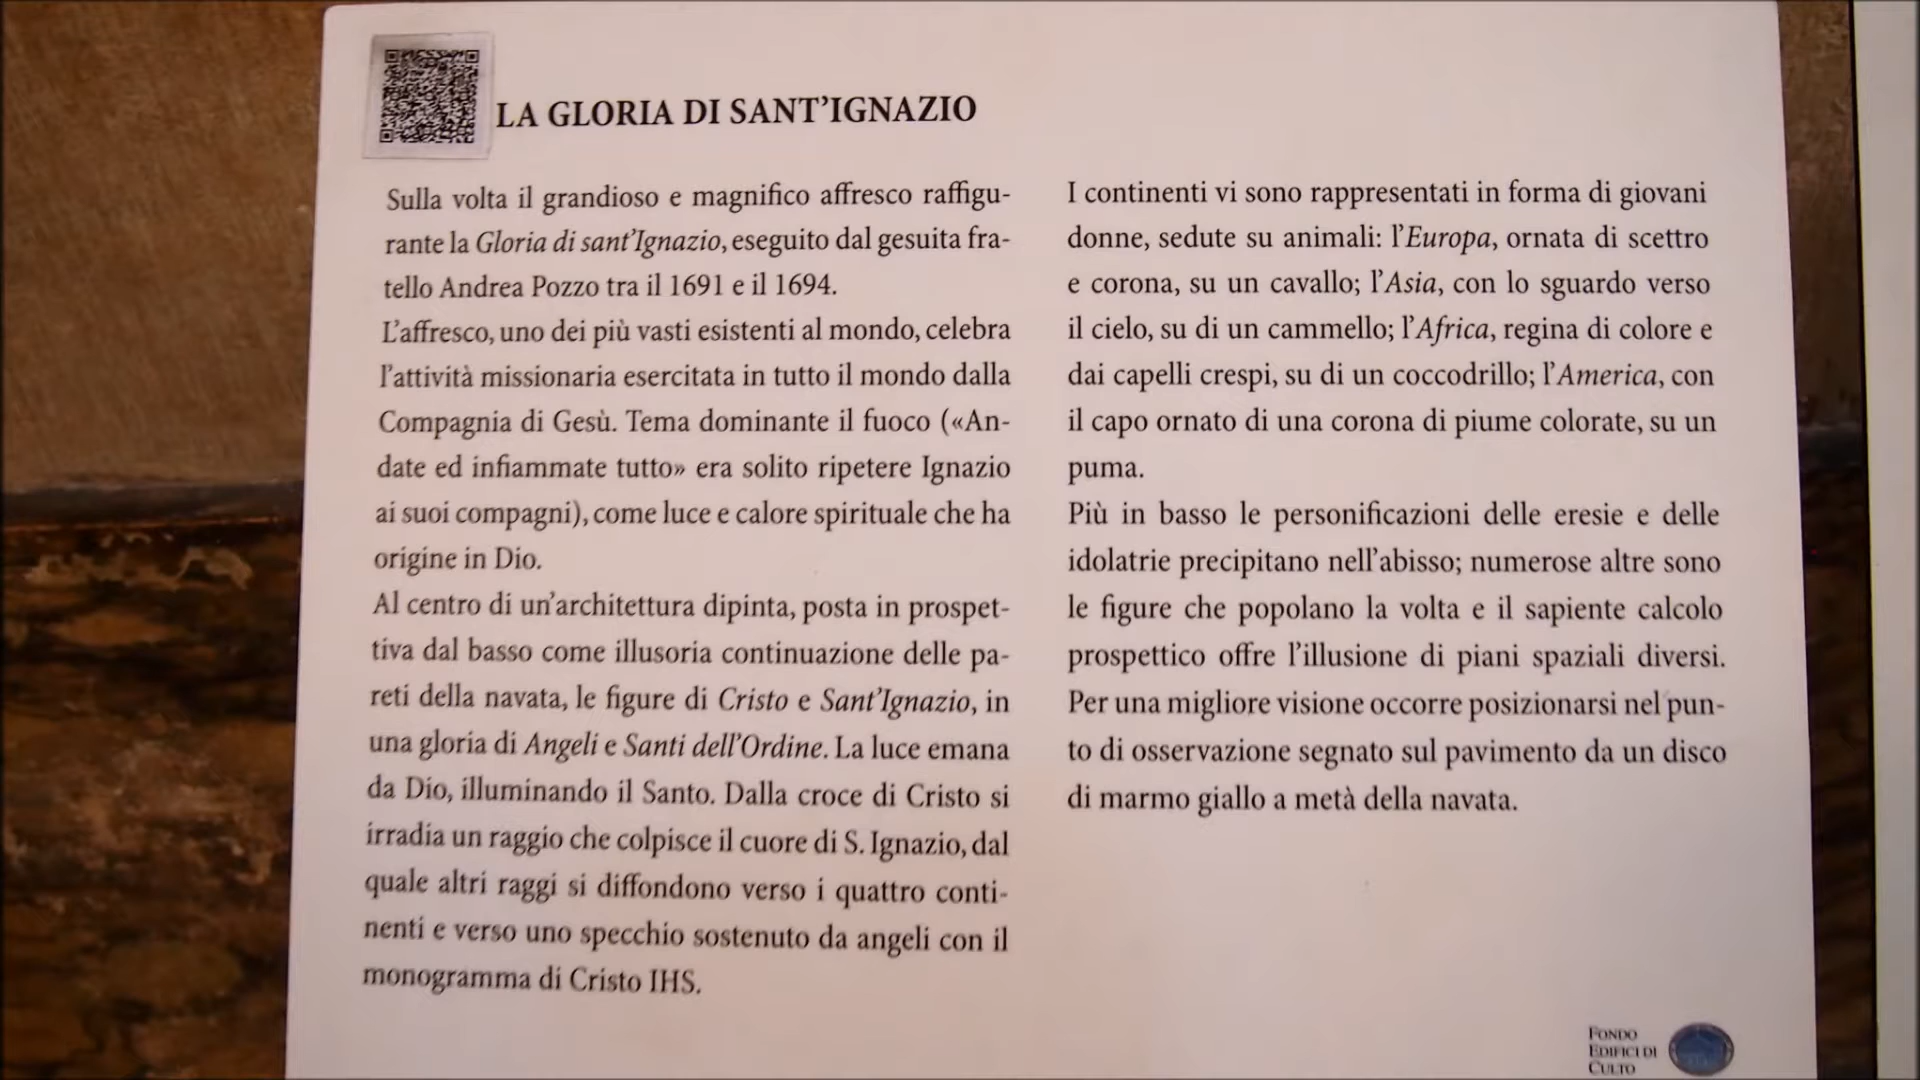 LA GLORIA DI SANT'IGNAZIO
Sulla volta il grandioso e magnifico affresco raffigu-
rante la Gloria di sant'Ignazio, eseguito dal gesuita fra-
tello Andrea Pozzo tra il 1691 e il 1694.
L'affresco, uno dei più vasti esistenti al mondo, celebra
l'attività missionaria esercitata in tutto il mondo dalla
Compagnia di Gesù. Tema dominante il fuoco («An-
date ed infiammate tutto» era solito ripetere Ignazio
ai suoi compagni), come luce e calore spirituale che ha
origine in Dio.
Al centro di un'architettura dipinta, posta in prospet-
tiva dal basso come illusoria continuazione delle pa-
reti della navata, le figure di Cristo e Sant'Ignazio, in
una gloria di Angeli e Santi dell'Ordine. La luce emana
da Dio, illuminando il Santo. Dalla croce di Cristo si
irradia un raggio che colpisce il cuore di S. Ignazio, dal
quale altri raggi si diffondono verso i quattro conti-
nenti e verso uno specchio sostenuto da angeli con il
monogramma di Cristo IHS.
I continenti vi sono rappresentati in forma di giovani
donne, sedute su animali: l'Europa, ornata di scettro
e corona, su un cavallo; l'Asia, con lo sguardo verso
il cielo, su di un cammello; l'Africa, regina di colore e
dai capelli crespi, su di un coccodrillo; l'America, con
il capo ornato di una corona di piume colorate, su un
puma.
Più in basso le personificazioni delle eresie e delle
idolatrie precipitano nell'abisso; numerose altre sono
le figure che popolano la volta e il sapiente calcolo
prospettico offre l'illusione di piani spaziali diversi.
Per una migliore visione occorre posizionarsi nel pun-
to di osservazione segnato sul pavimento da un disco
di marmo giallo a metà della navata.
FONDO
EDIFICI DI
CULTO